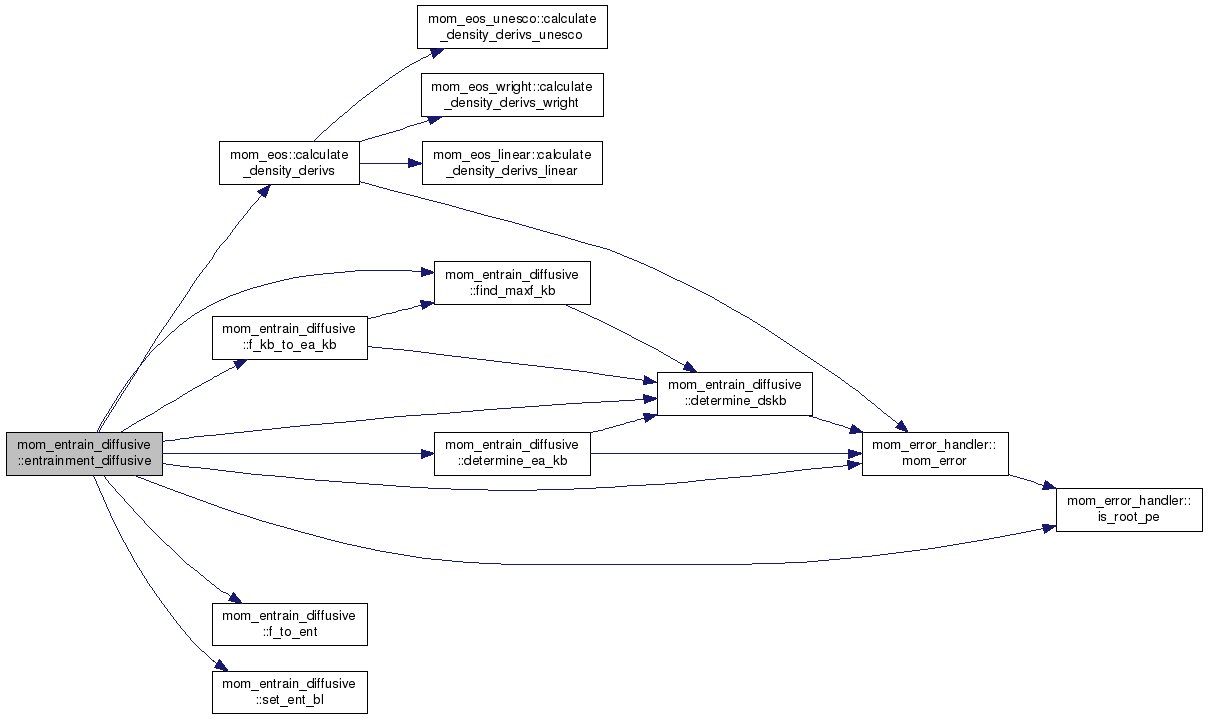 mom_eos_unesco::calculate
_density_derivs_unesco
mom_eos_wright::calculate
_density_derivs_wright
mom_eos::calculate
_density_derivs
mom_eos_linear::calculate
_density_derivs_linear
mom_entrain_diffusive
::find_maxf_kb
mom_entrain_diffusive
::f_kb_to_ea_kb
mom_entrain_diffusive
::determine_dskb
mom_entrain_diffusive
::entrainment_diffusive
mom_entrain_diffusive
::determine_ea_kb
mom_error_handler::
mom_error
mom_error_handler::
is_root_pe
mom_entrain_diffusive
::f_to_ent
mom_entrain_diffusive
::set_ent_bl